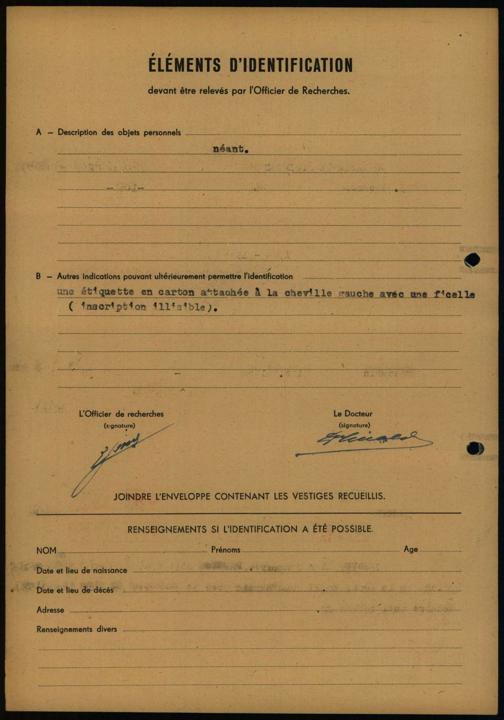 ÉLÉMENTS D'IDENTIFICATION
devant être relevés par l'Officier de Recherches.
A – Description des objets personnels
néant.
B – Autres indications pouvant ultérieurement permettre l'identification
une étiquette en carton attachée à la cheville gauche avec une ficelle
( inscription illisible).
L'Officier de recherches
(signature)
Le Docteur
(signature)
JOINDRE L'ENVELOPPE CONTENANT LES VESTIGES RECUEILLIS.
RENSEIGNEMENTS SI L'IDENTIFICATION A ÉTÉ POSSIBLE.
NOM Prénoms Age
Date et lieu de naissance
Date et lieu de décès
Adresse
Renseignements divers